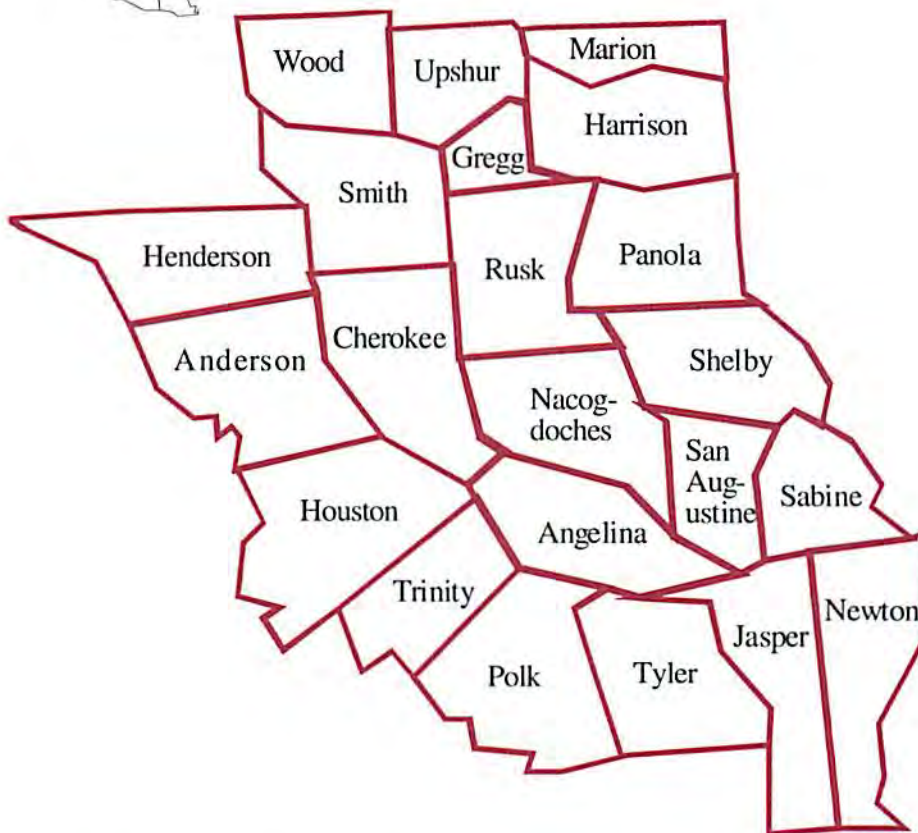 Wood
Upshur
Marion
Harrison
Gregg
Smith
Henderson
Rusk
Panola
Cherokee
Anderson
Shelby
Nacog-
doches
San
Aug-
ustine
Sabine
Houston
Angelina
Trinity
Newton
Jasper
Polk
Tyler